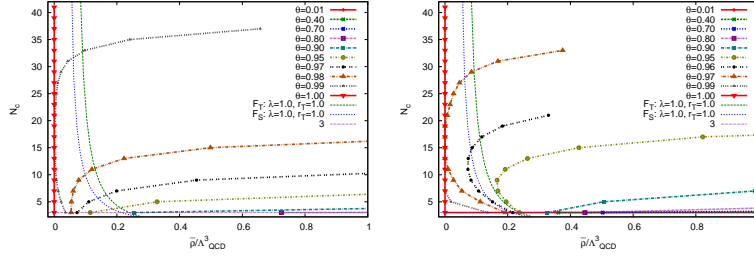 N_c
40
35
30
25
20
15
10
5
0
0.2
0.4
0.6
0.8
1
ρ̄/Λ³_QCD
θ=0.01
θ=0.40
θ=0.70
θ=0.80
θ=0.90
θ=0.95
θ=0.97
θ=0.98
θ=0.99
θ=1.00
F_T: λ=1.0, r_T=1.0
F_S: λ=1.0, r_T=1.0
3
N_c
40
35
30
25
20
15
10
5
0
0.2
0.4
0.6
0.8
ρ̄/Λ³_QCD
θ=0.01
θ=0.40
θ=0.70
θ=0.80
θ=0.90
θ=0.95
θ=0.96
θ=0.97
θ=0.99
θ=1.00
F_T: λ=1.0, r_T=1.0
F_S: λ=1.0, r_T=1.0
3